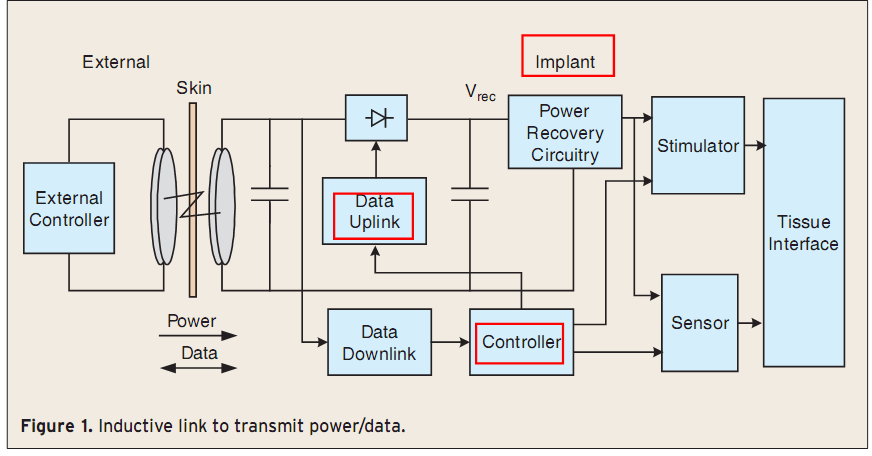 External
Skin
Implant
Vrec
Power
Recovery
Circuitry
Stimulator
External
Controller
Data
Uplink
Tissue
Interface
Power
Data
Data
Downlink
Controller
Sensor
Figure 1. Inductive link to transmit power/data.